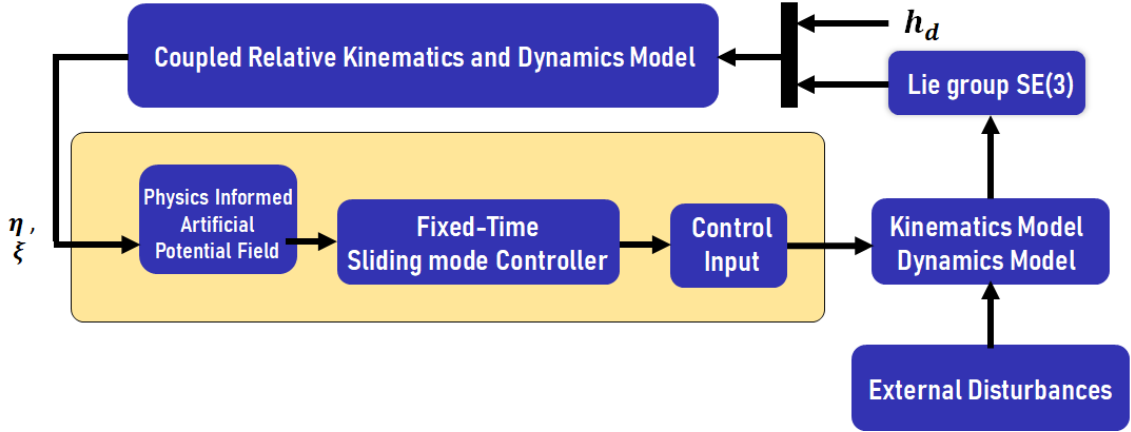 Coupled Relative Kinematics and Dynamics Model
h_d
Lie group SE(3)
η ,
ξ
Physics Informed
Artificial
Potential Field
Fixed-Time
Sliding mode Controller
Control
Input
Kinematics Model
Dynamics Model
External Disturbances